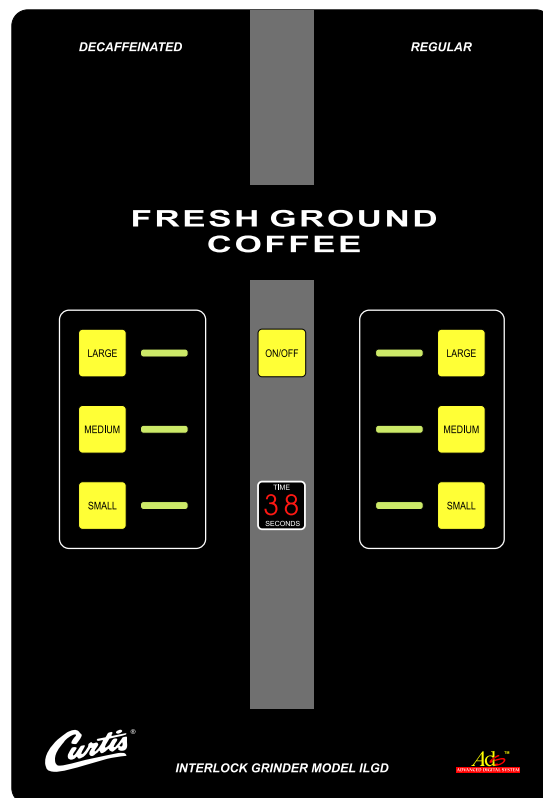 DECAFFEINATED
REGULAR
FRESH GROUND
COFFEE
LARGE
ON/OFF
LARGE
MEDIUM
MEDIUM
SMALL
TIME
38
SECONDS
SMALL
Curtis®
INTERLOCK GRINDER MODEL ILGD
Ads™
ADVANCED DIGITAL SYSTEM